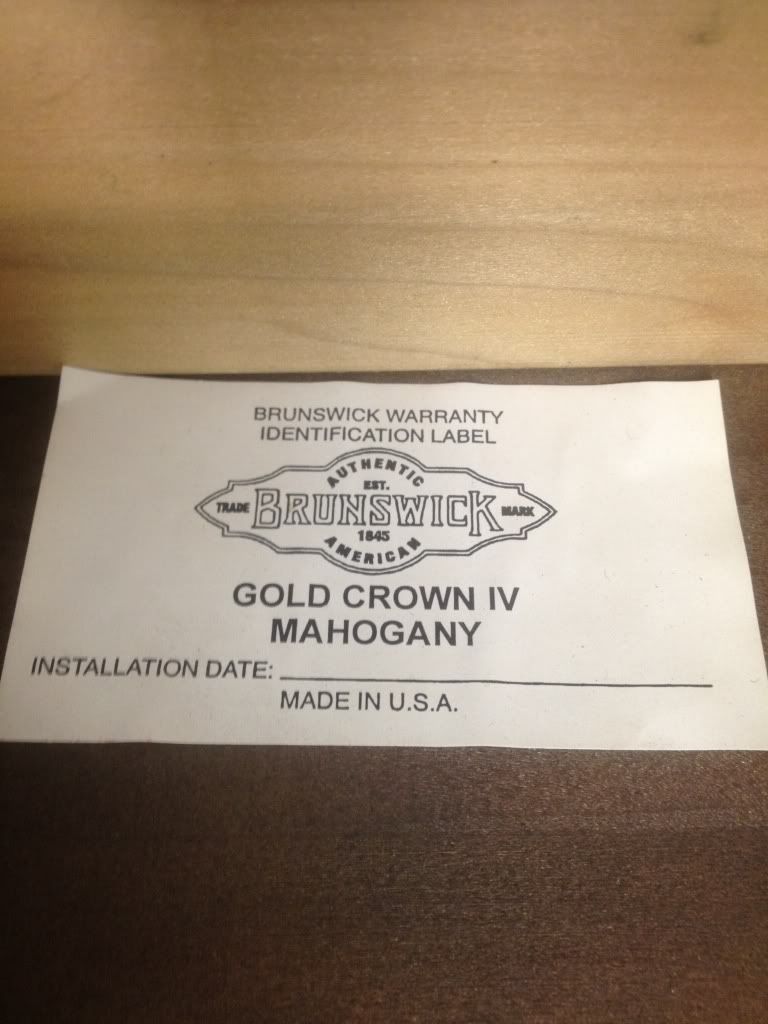 BRUNSWICK WARRANTY
IDENTIFICATION LABEL
AUTHENTIC
EST.
TRADE BRUNSWICK MARK
1845
AMERICAN
GOLD CROWN IV
MAHOGANY
INSTALLATION DATE:
MADE IN U.S.A.